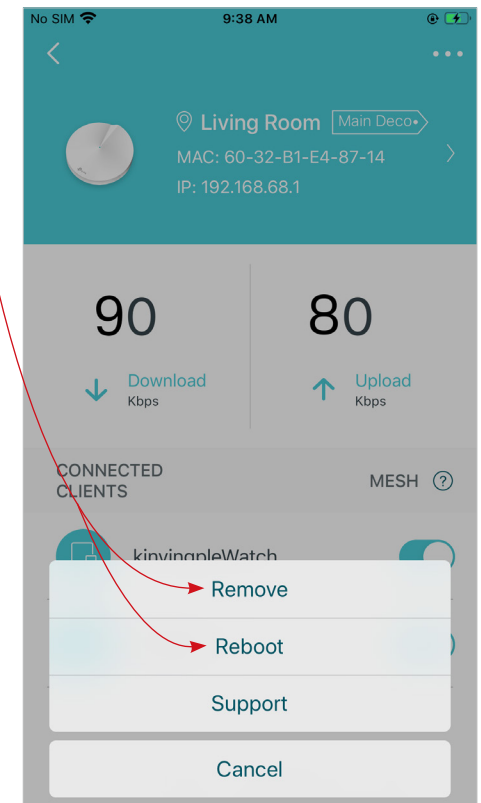 No SIM 9:38 AM
Living Room Main Deco
MAC: 60-32-B1-E4-87-14
IP: 192.168.68.1
90 80
Download Upload
Kbps Kbps
CONNECTED
CLIENTS
MESH ?
kinyingpleWatch
Remove
Reboot
Support
Cancel